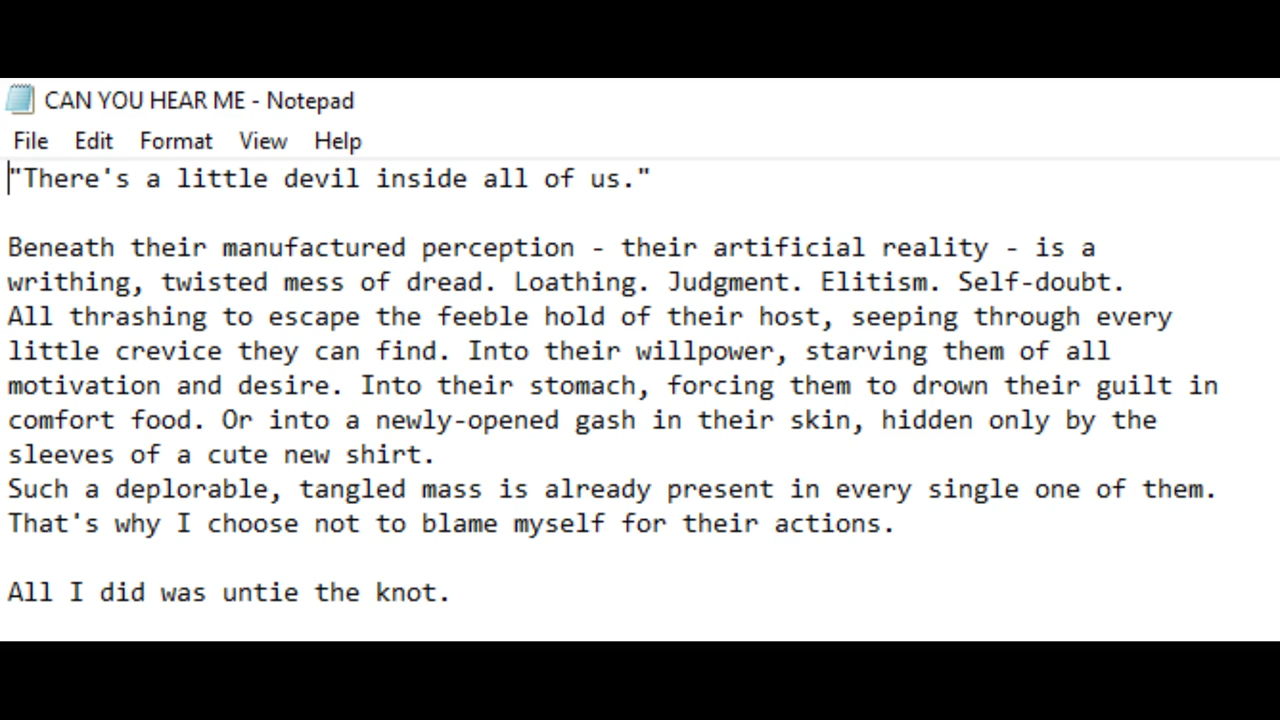 CAN YOU HEAR ME - Notepad
File Edit Format View Help
"There's a little devil inside all of us."
Beneath their manufactured perception - their artificial reality - is a
writhing, twisted mess of dread. Loathing. Judgment. Elitism. Self-doubt.
All thrashing to escape the feeble hold of their host, seeping through every
little crevice they can find. Into their willpower, starving them of all
motivation and desire. Into their stomach, forcing them to drown their guilt in
comfort food. Or into a newly-opened gash in their skin, hidden only by the
sleeves of a cute new shirt.
Such a deplorable, tangled mass is already present in every single one of them.
That's why I choose not to blame myself for their actions.
All I did was untie the knot.